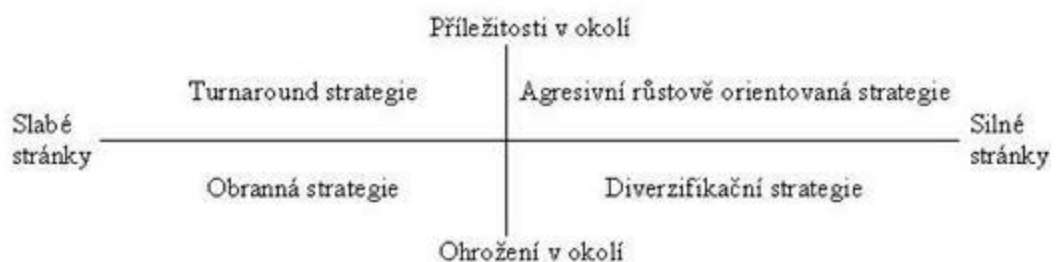 Příležitosti v okolí
Turnaround strategie
Agresivní růstově orientovaná strategie
Slabé
stránky
Silné
stránky
Obranná strategie
Diverzifikační strategie
Ohrožení v okolí